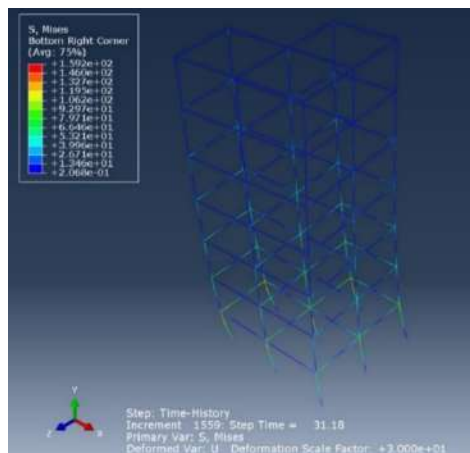 S, Mises
Bottom Right Corner
(Avg: 75%)
+1.592e+02
+1.460e+02
+1.327e+02
+1.195e+02
+1.062e+02
+9.297e+01
+7.971e+01
+6.646e+01
+5.321e+01
+3.996e+01
+2.671e+01
+1.346e+01
+2.068e-01
Y
Z X
Step: Time-History
Increment 1559: Step Time = 31.18
Primary Var: S, Mises
Deformed Var: U Deformation Scale Factor: +3.000e+01